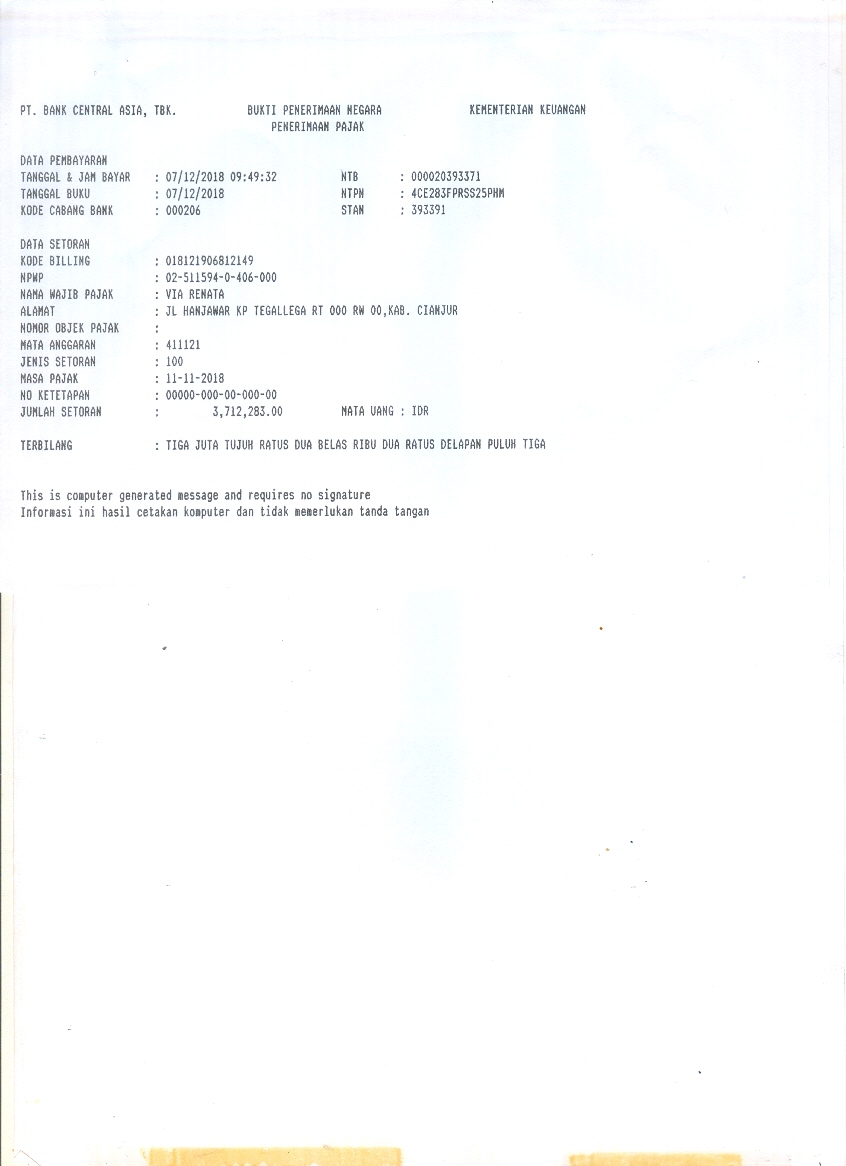 PT. BANK CENTRAL ASIA, TBK. BUKTI PENERIMAAN NEGARA KEMENTERIAN KEUANGAN
PENERIMAAN PAJAK
DATA PEMBAYARAN
TANGGAL & JAM BAYAR : 07/12/2018 09:49:32 NTB : 000020393371
TANGGAL BUKU : 07/12/2018 NTPN : 4CE283FPRSS25PHM
KODE CABANG BANK : 000206 STAN : 393391
DATA SETORAN
KODE BILLING : 018121906812149
NPWP : 02-511594-0-406-000
NAMA WAJIB PAJAK : VIA RENATA
ALAMAT : JL HANJAWAR KP TEGALLEGA RT 000 RW 00,KAB. CIANJUR
NOMOR OBJEK PAJAK :
MATA ANGGARAN : 411121
JENIS SETORAN : 100
MASA PAJAK : 11-11-2018
NO KETETAPAN : 00000-000-00-000-00
JUMLAH SETORAN : 3,712,283.00 MATA UANG : IDR
TERBILANG : TIGA JUTA TUJUH RATUS DUA BELAS RIBU DUA RATUS DELAPAN PULUH TIGA
This is computer generated message and requires no signature
Informasi ini hasil cetakan komputer dan tidak memerlukan tanda tangan